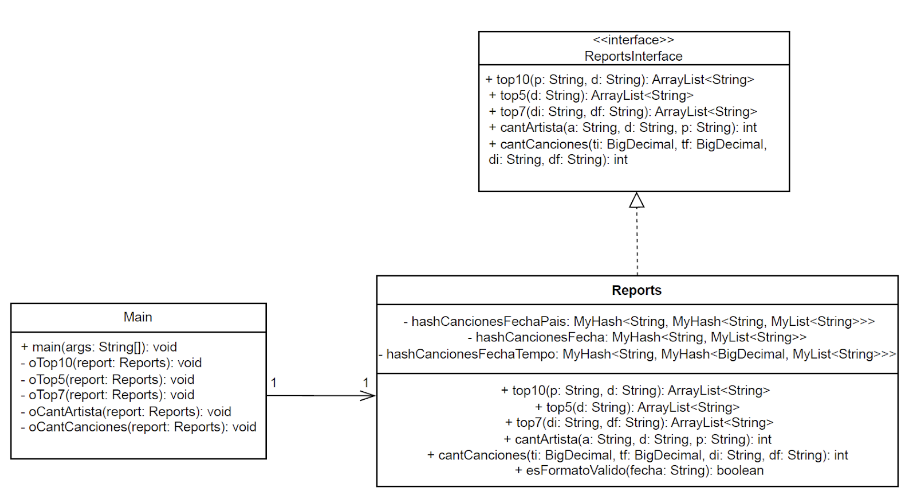 <<interface>>
ReportsInterface
+ top10(p: String, d: String): ArrayList<String>
+ top5(d: String): ArrayList<String>
+ top7(di: String, df: String): ArrayList<String>
+ cantArtista(a: String, d: String, p: String): int
+ cantCanciones(ti: BigDecimal, tf: BigDecimal,
di: String, df: String): int
Main
+ main(args: String[]): void
- oTop10(report: Reports): void
- oTop5(report: Reports): void
- oTop7(report: Reports): void
- oCantArtista(report: Reports): void
- oCantCanciones(report: Reports): void
1
1
Reports
- hashCancionesFechaPais: MyHash<String, MyHash<String, MyList<String>>>
- hashCancionesFecha: MyHash<String, MyList<String>>
- hashCancionesFechaTempo: MyHash<String, MyHash<BigDecimal, MyList<String>>>
+ top10(p: String, d: String): ArrayList<String>
+ top5(d: String): ArrayList<String>
+ top7(di: String, df: String): ArrayList<String>
+ cantArtista(a: String, d: String, p: String): int
+ cantCanciones(ti: BigDecimal, tf: BigDecimal, di: String, df: String): int
+ esFormatoValido(fecha: String): boolean